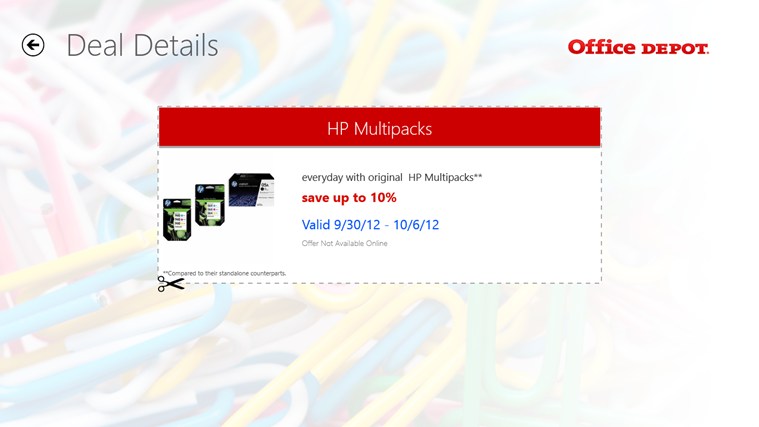 Deal Details
Office DEPOT.
HP Multipacks
everyday with original HP Multipacks**
save up to 10%
Valid 9/30/12 - 10/6/12
Offer Not Available Online
**Compared to their standalone counterparts.